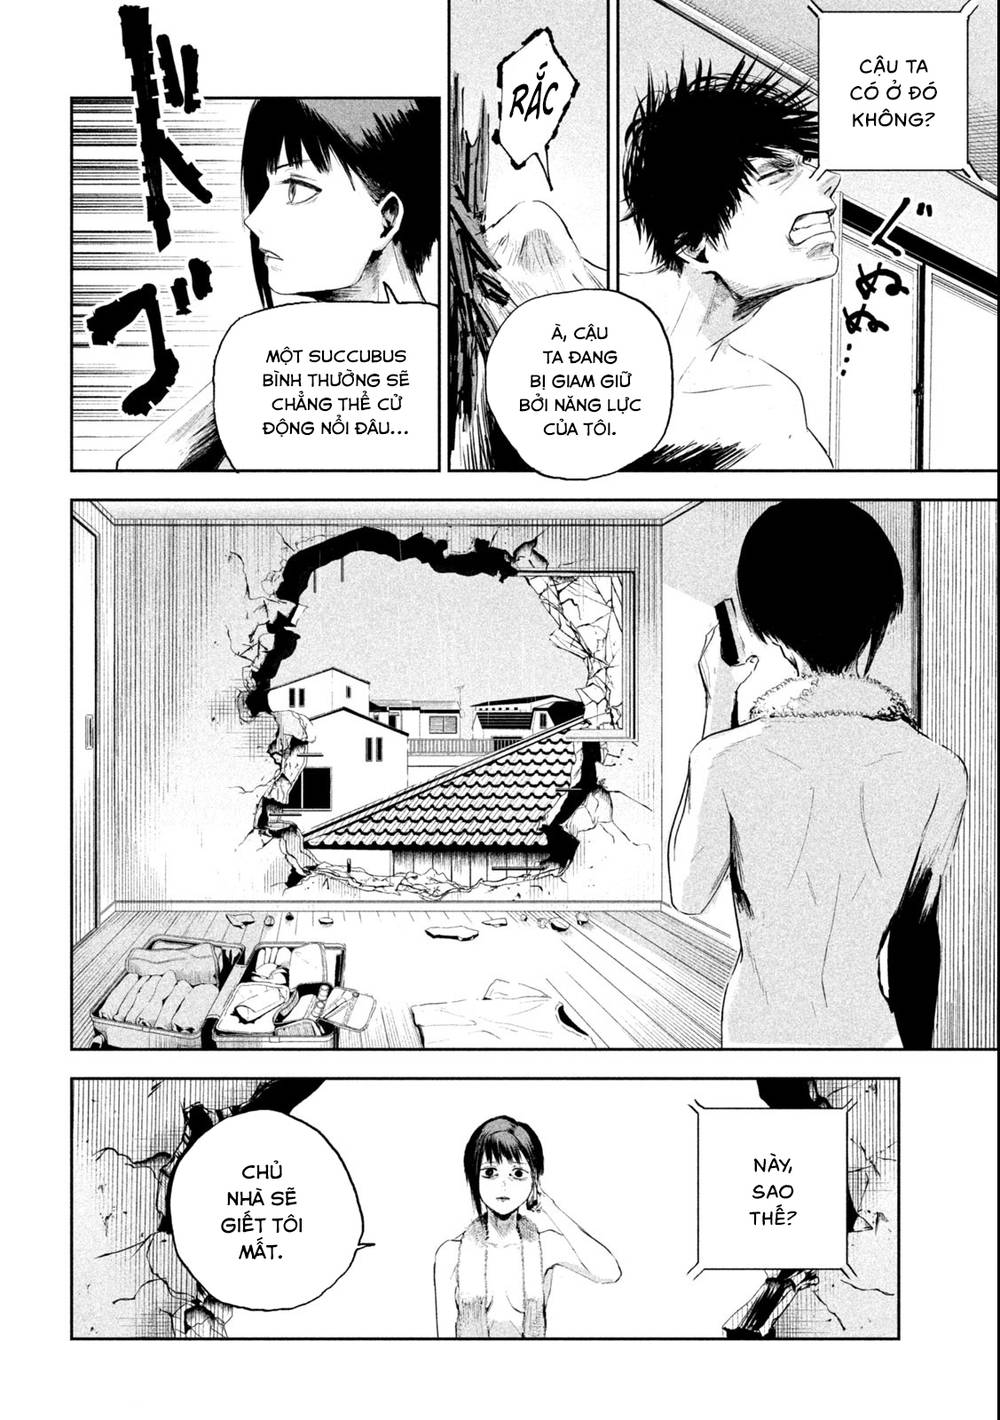 CẬU TA
CÓ Ở ĐÓ
KHÔNG?
ぐ
ぬぬ……
RẮC
À, CẬU
TA ĐANG
BỊ GIAM GIỮ
BỞI NĂNG LỰC
CỦA TÔI.
MỘT SUCCUBUS
BÌNH THƯỜNG SẼ
CHẲNG THỂ CỬ
ĐỘNG NỔI ĐÂU...
ドゴ
NÀY,
SAO
THẾ?
CHỦ
NHÀ SẼ
GIẾT TÔI
MẤT.